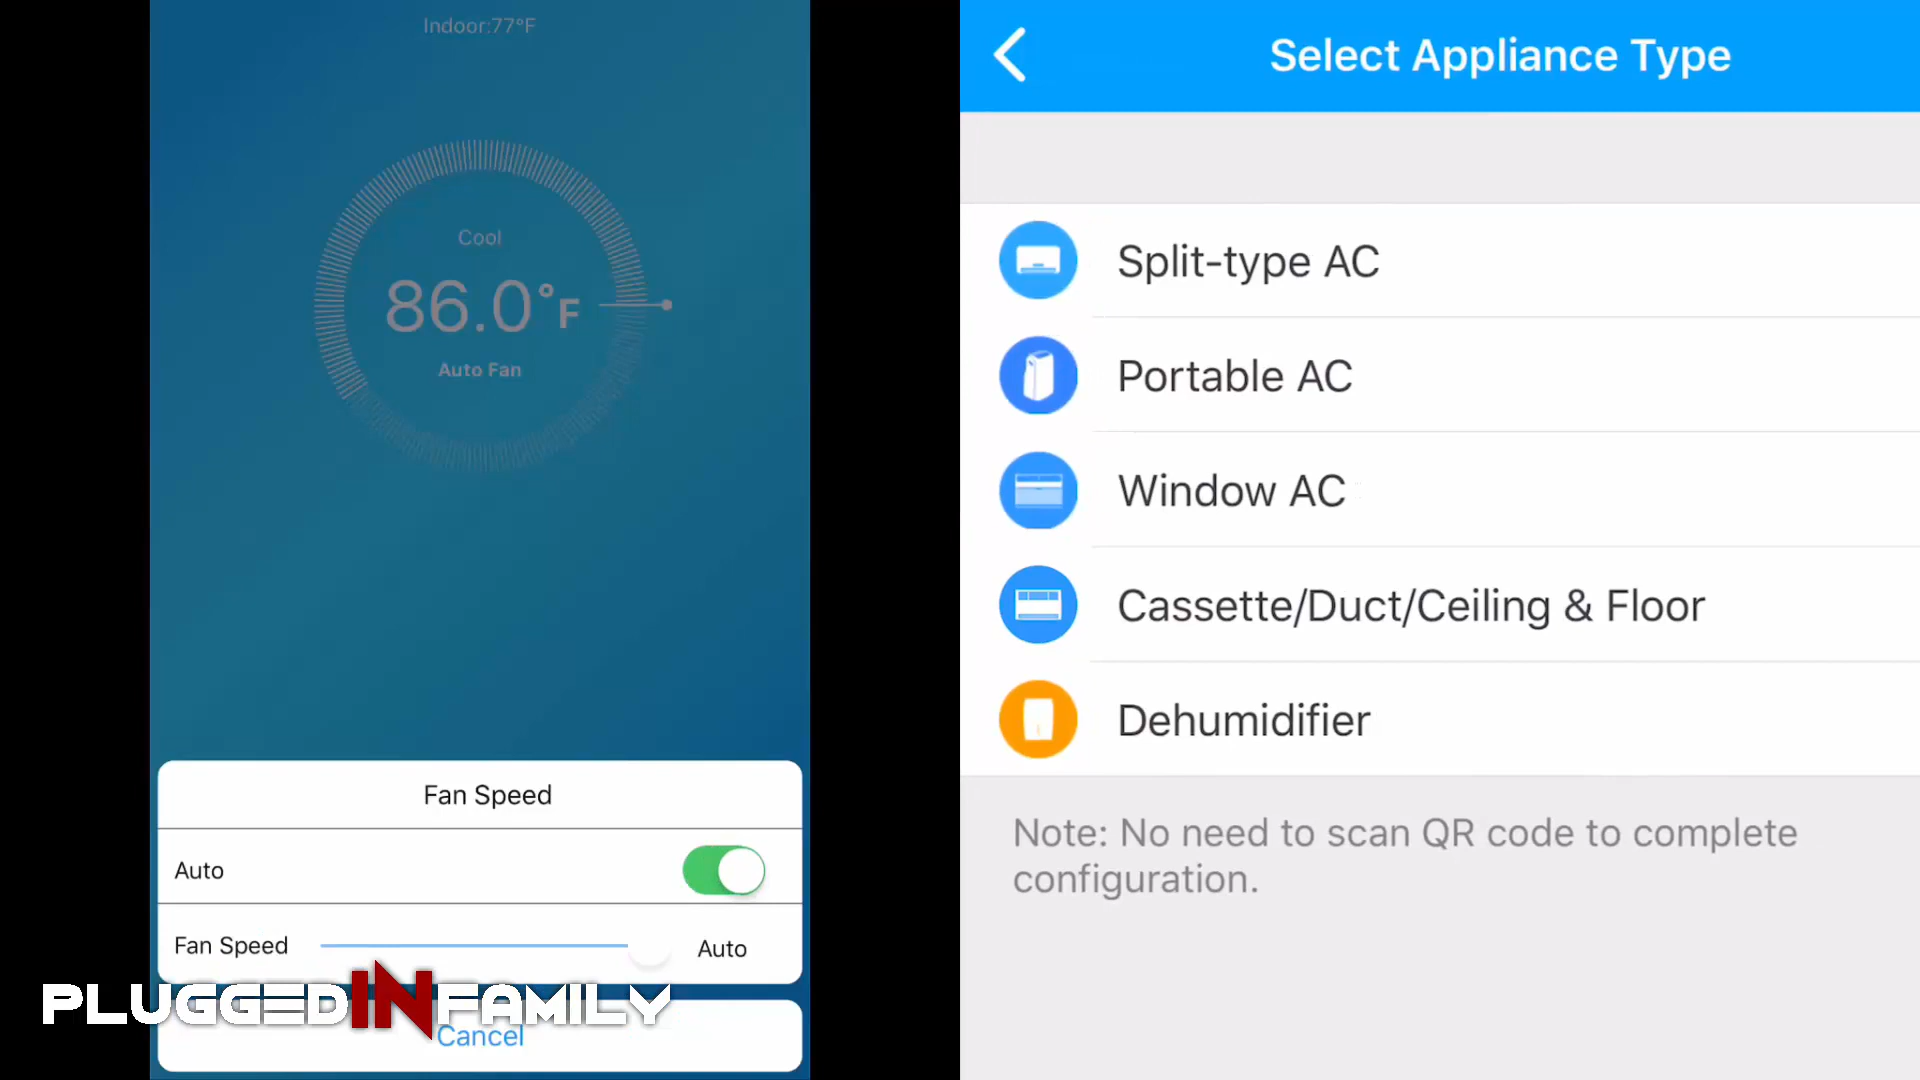 Indoor:77°F
Cool
86.0°F
Auto Fan
Fan Speed
Auto
Fan Speed
Auto
PLUGGEDINFAMILY
Cancel
Select Appliance Type
Split-type AC
Portable AC
Window AC
Cassette/Duct/Ceiling & Floor
Dehumidifier
Note: No need to scan QR code to complete
configuration.